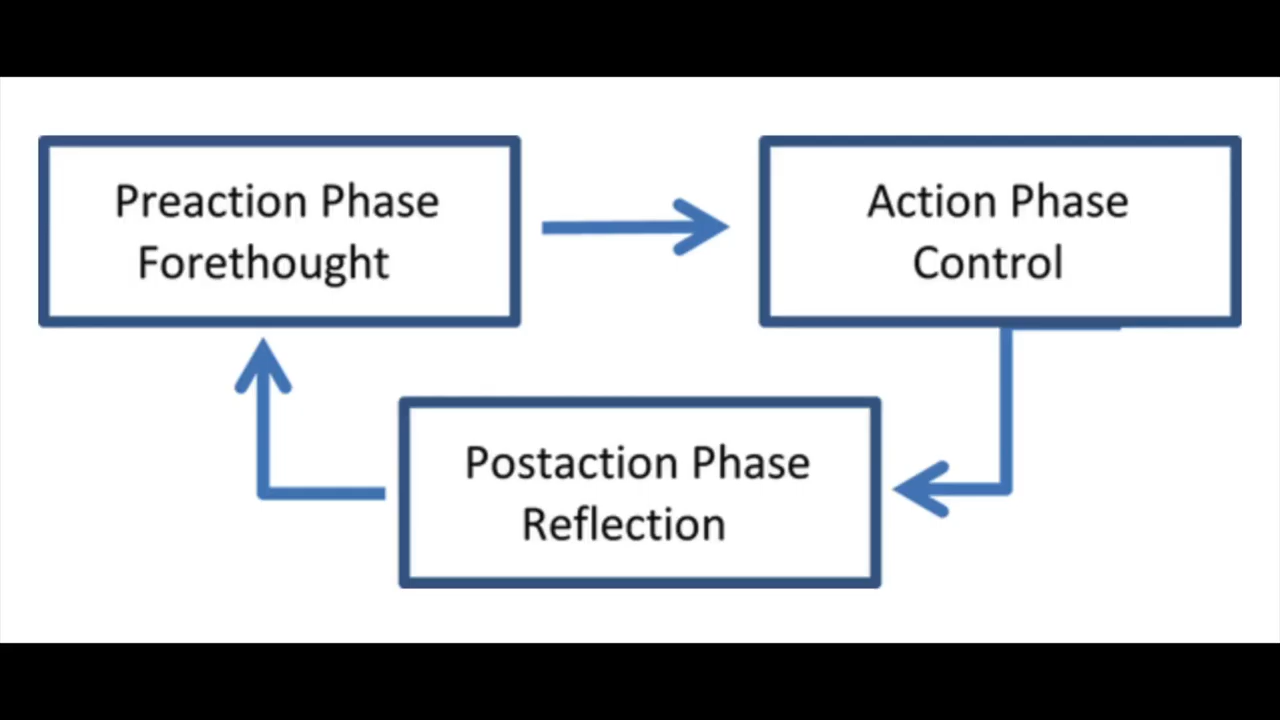 Preaction Phase
Forethought
Action Phase
Control
Postaction Phase
Reflection